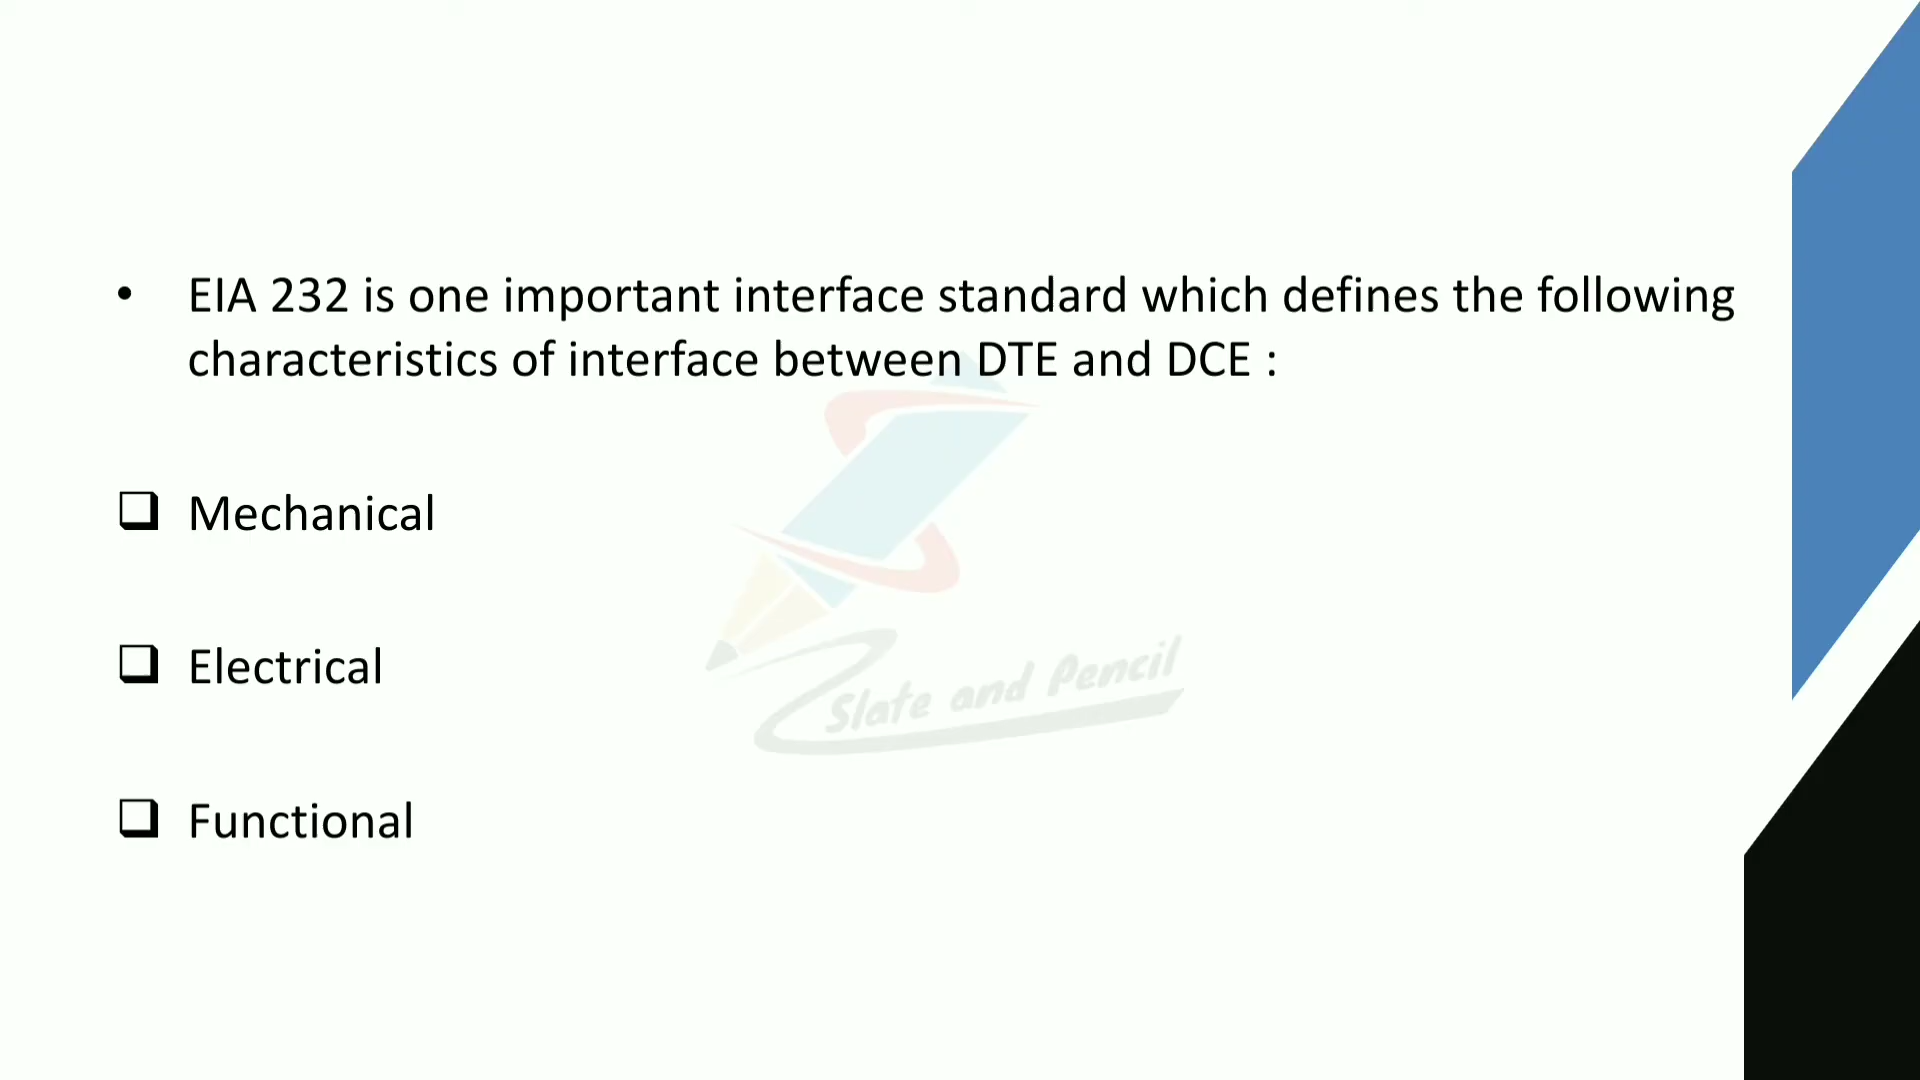 • EIA 232 is one important interface standard which defines the following
characteristics of interface between DTE and DCE :
❑ Mechanical
❑ Electrical
Slate and Pencil
❑ Functional